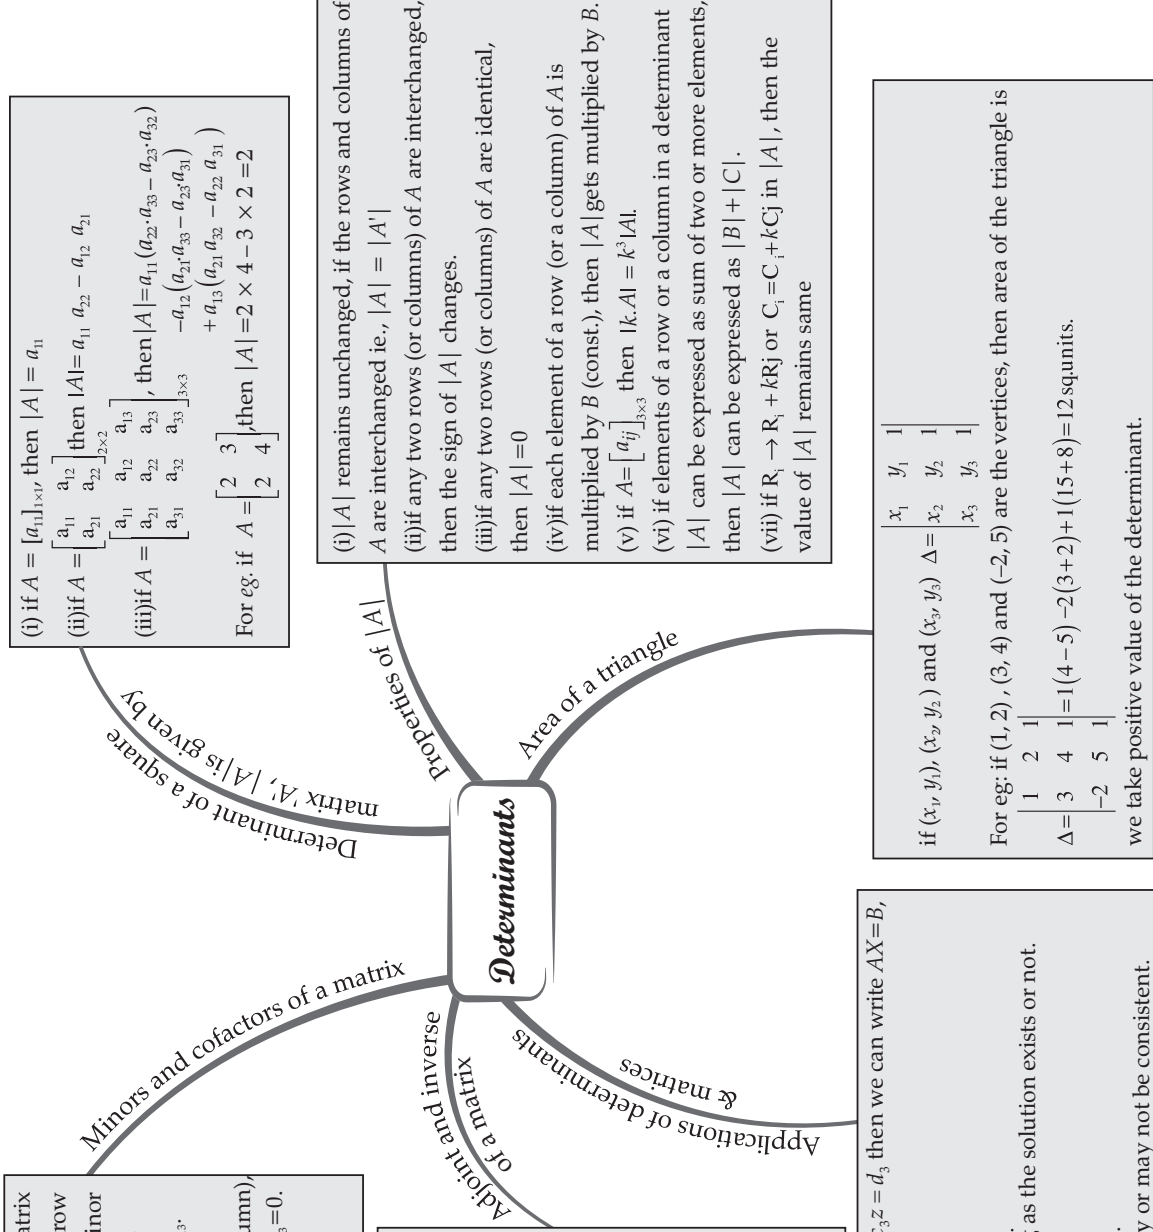 Determinants
Determinant of a square
matrix 'A', |A| is given by
(i) if A = [a₁₁]₁ₓ₁, then |A| = a₁₁
(ii)if A = [a₁₁ a₁₂
a₂₁ a₂₂]₂ₓ₂ then |A|= a₁₁ a₂₂ − a₁₂ a₂₁
(iii)if A = [a₁₁ a₁₂ a₁₃
a₂₁ a₂₂ a₂₃
a₃₁ a₃₂ a₃₃]₃ₓ₃ , then |A|=a₁₁(a₂₂.a₃₃ − a₂₃.a₃₂)
−a₁₂(a₂₁.a₃₃ − a₂₃.a₃₁)
+a₁₃(a₂₁ a₃₂ −a₂₂ a₃₁)
For eg. if A = [2 3
2 4],then |A|=2 × 4 − 3 × 2 =2
Properties of |A|
(i)|A| remains unchanged, if the rows and columns of
A are interchanged ie., |A| = |A'|
(ii)if any two rows (or columns) of A are interchanged,
then the sign of |A| changes.
(iii)if any two rows (or columns) of A are identical,
then |A|=0
(iv)if each element of a row (or a column) of A is
multiplied by B (const.), then |A|gets multiplied by B.
(v) if A=[aᵢⱼ]₃ₓ₃ then |k.A| = k³|A|.
(vi) if elements of a row or a column in a determinant
|A| can be expressed as sum of two or more elements,
then |A| can be expressed as |B|+|C|.
(vii) if Rᵢ → Rᵢ + kRj or Cᵢ=Cᵢ+kCj in |A|, then the
value of |A| remains same
Area of a triangle
if (x₁, y₁), (x₂, y₂) and (x₃, y₃) Δ= |x₁ y₁ 1
x₂ y₂ 1
x₃ y₃ 1| are the vertices, then area of the triangle is
For eg: if (1, 2) , (3, 4) and (−2, 5)
Δ= |1 2 1
3 4 1
−2 5 1| =1(4−5)−2(3+2)+1(15+8)=12sq.units.
we take positive value of the determinant.
Minors and cofactors of a matrix
atrix
row
inor
₃.
umn),
₃=0.
Adjoint and inverse
of a matrix
Applications of determinants
& matrices
c₃z = d₃ then we can write AX=B,
as the solution exists or not.
y or may not be consistent.